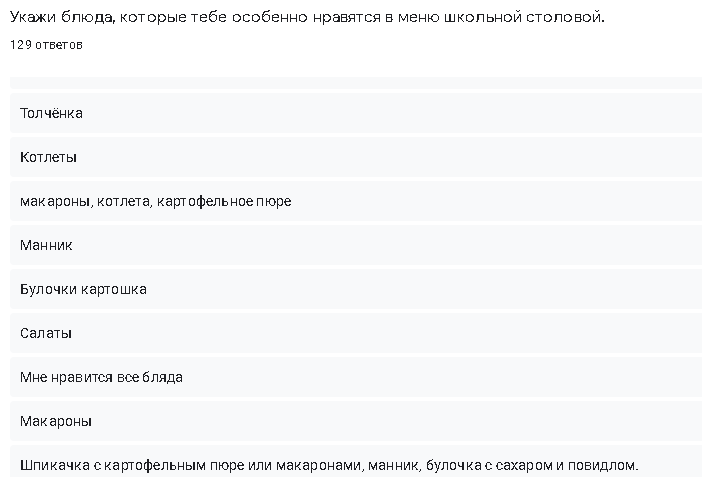 Укажи блюда, которые тебе особенно нравятся в меню школьной столовой.
129 ответов
Толчёнка
Котлеты
макароны, котлета, картофельное пюре
Манник
Булочки картошка
Салаты
Мне нравится все бляда
Макароны
Шпикачка с картофельным пюре или макаронами, манник, булочка с сахаром и повидлом.